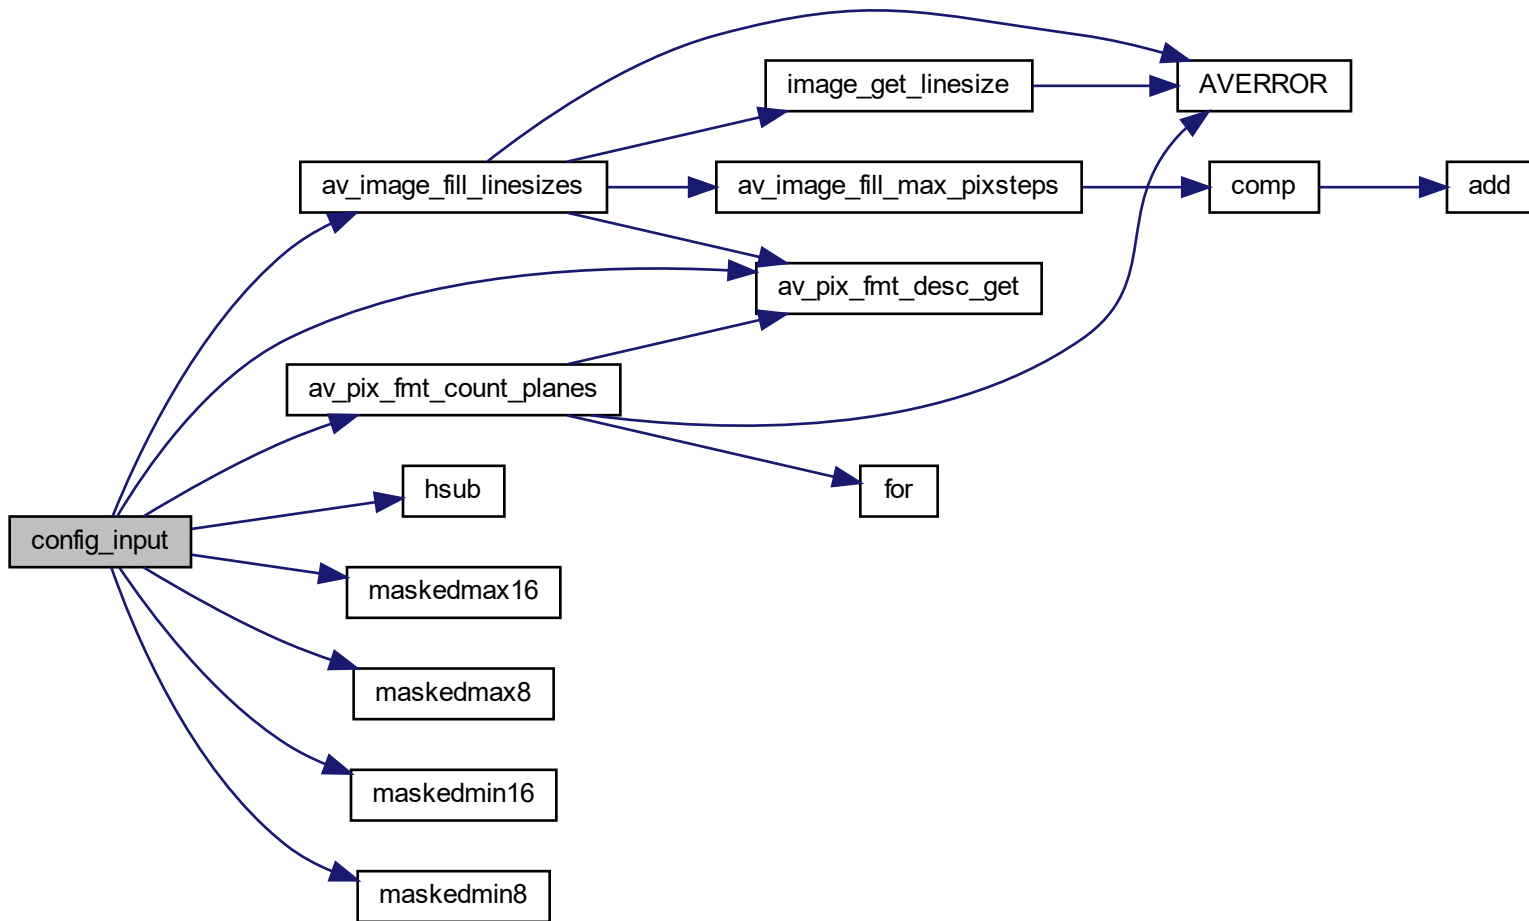 image_get_linesize
AVERROR
av_image_fill_linesizes
av_image_fill_max_pixsteps
comp
add
av_pix_fmt_desc_get
av_pix_fmt_count_planes
hsub
for
config_input
maskedmax16
maskedmax8
maskedmin16
maskedmin8